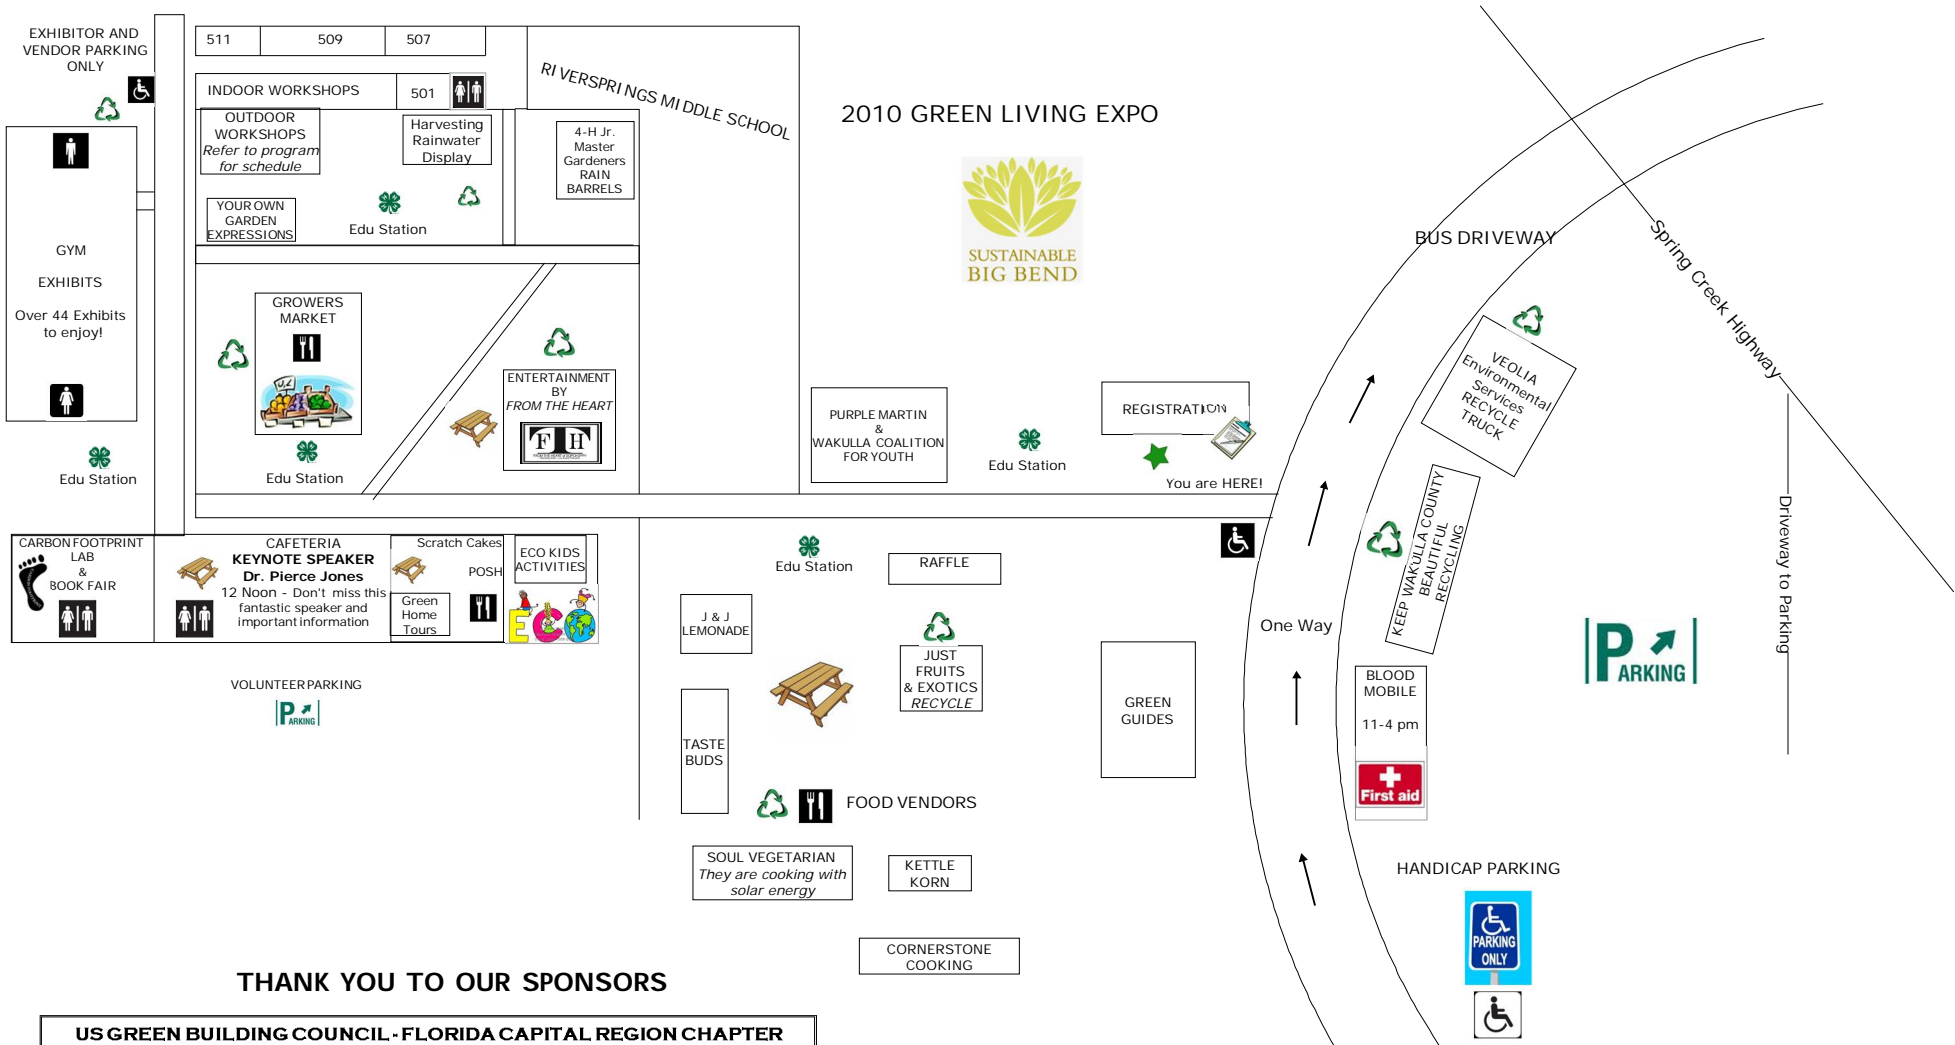 EXHIBITOR AND
VENDOR PARKING
ONLY
511
509
507
INDOOR WORKSHOPS
501
OUTDOOR
WORKSHOPS
Refer to program
for schedule
Harvesting
Rainwater
Display
4-H Jr.
Master
Gardeners
RAIN
BARRELS
YOUR OWN
GARDEN
EXPRESSIONS
Edu Station
RIVERSPRINGS MIDDLE SCHOOL
2010 GREEN LIVING EXPO
SUSTAINABLE
BIG BEND
GYM
EXHIBITS
Over 44 Exhibits
to enjoy!
Edu Station
GROWERS
MARKET
Edu Station
ENTERTAINMENT
BY
FROM THE HEART
FTH
PURPLE MARTIN
&
WAKULLA COALITION
FOR YOUTH
Edu Station
REGISTRATION
You are HERE!
BUS DRIVEWAY
Spring Creek Highway
VEOLIA
Environmental
Services
RECYCLE
TRUCK
KEEP WAKULLA COUNTY
BEAUTIFUL
RECYCLING
Driveway to Parking
CARBON FOOTPRINT
LAB
&
BOOK FAIR
CAFETERIA
KEYNOTE SPEAKER
Dr. Pierce Jones
12 Noon - Don't miss this
fantastic speaker and
important information
Scratch Cakes
POSH
Green
Home
Tours
ECO KIDS
ACTIVITIES
ECO
VOLUNTEER PARKING
PARKING
Edu Station
RAFFLE
J & J
LEMONADE
JUST
FRUITS
& EXOTICS
RECYCLE
TASTE
BUDS
GREEN
GUIDES
FOOD VENDORS
SOUL VEGETARIAN
They are cooking with
solar energy
KETTLE
KORN
CORNERSTONE
COOKING
One Way
BLOOD
MOBILE
11-4 pm
First aid
PARKING
HANDICAP PARKING
PARKING
ONLY
THANK YOU TO OUR SPONSORS
US GREEN BUILDING COUNCIL - FLORIDA CAPITAL REGION CHAPTER